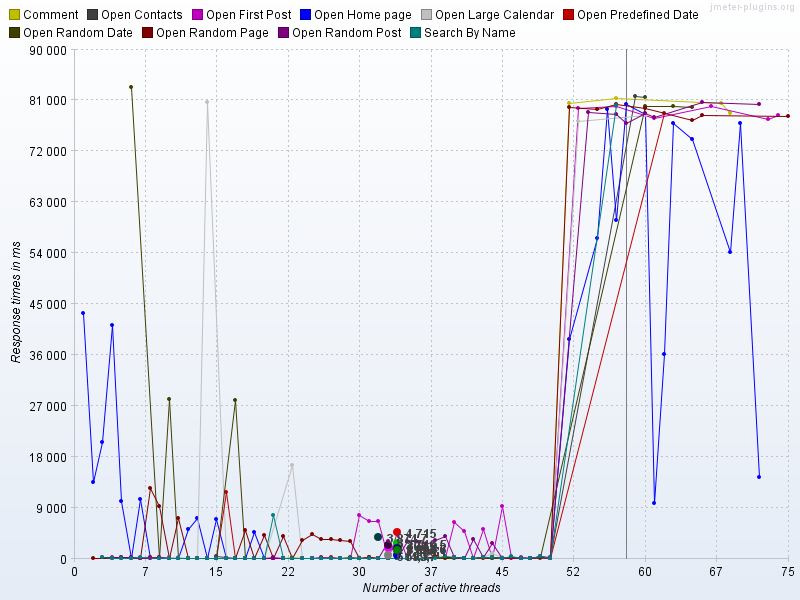 jmeter-plugins.org
Comment Open Contacts Open First Post Open Home page Open Large Calendar Open Predefined Date
Open Random Date Open Random Page Open Random Post Search By Name
90 000
81 000
72 000
63 000
54 000
45 000
36 000
27 000
18 000
9 000
0
Response times in ms
4,715
0 7 15 22 30 37 45 52 60 67 75
Number of active threads